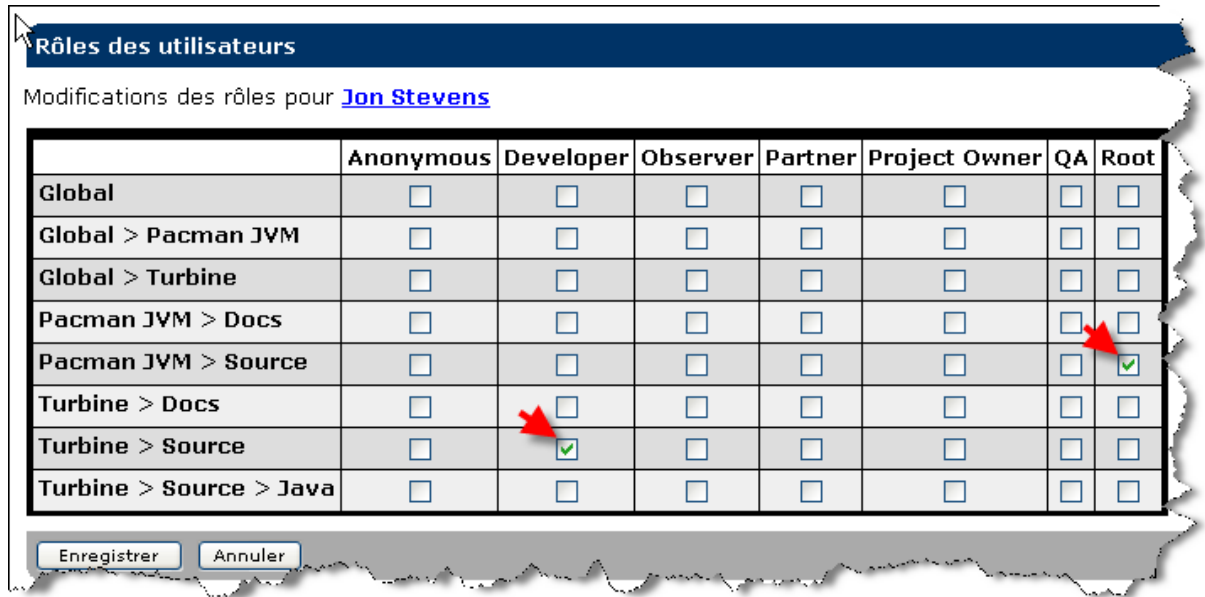 Rôles des utilisateurs
Modifications des rôles pour Jon Stevens
Anonymous Developer Observer Partner Project Owner QA Root
Global
Global > Pacman JVM
Global > Turbine
Pacman JVM > Docs
Pacman JVM > Source
Turbine > Docs
Turbine > Source
Turbine > Source > Java
Enregistrer Annuler